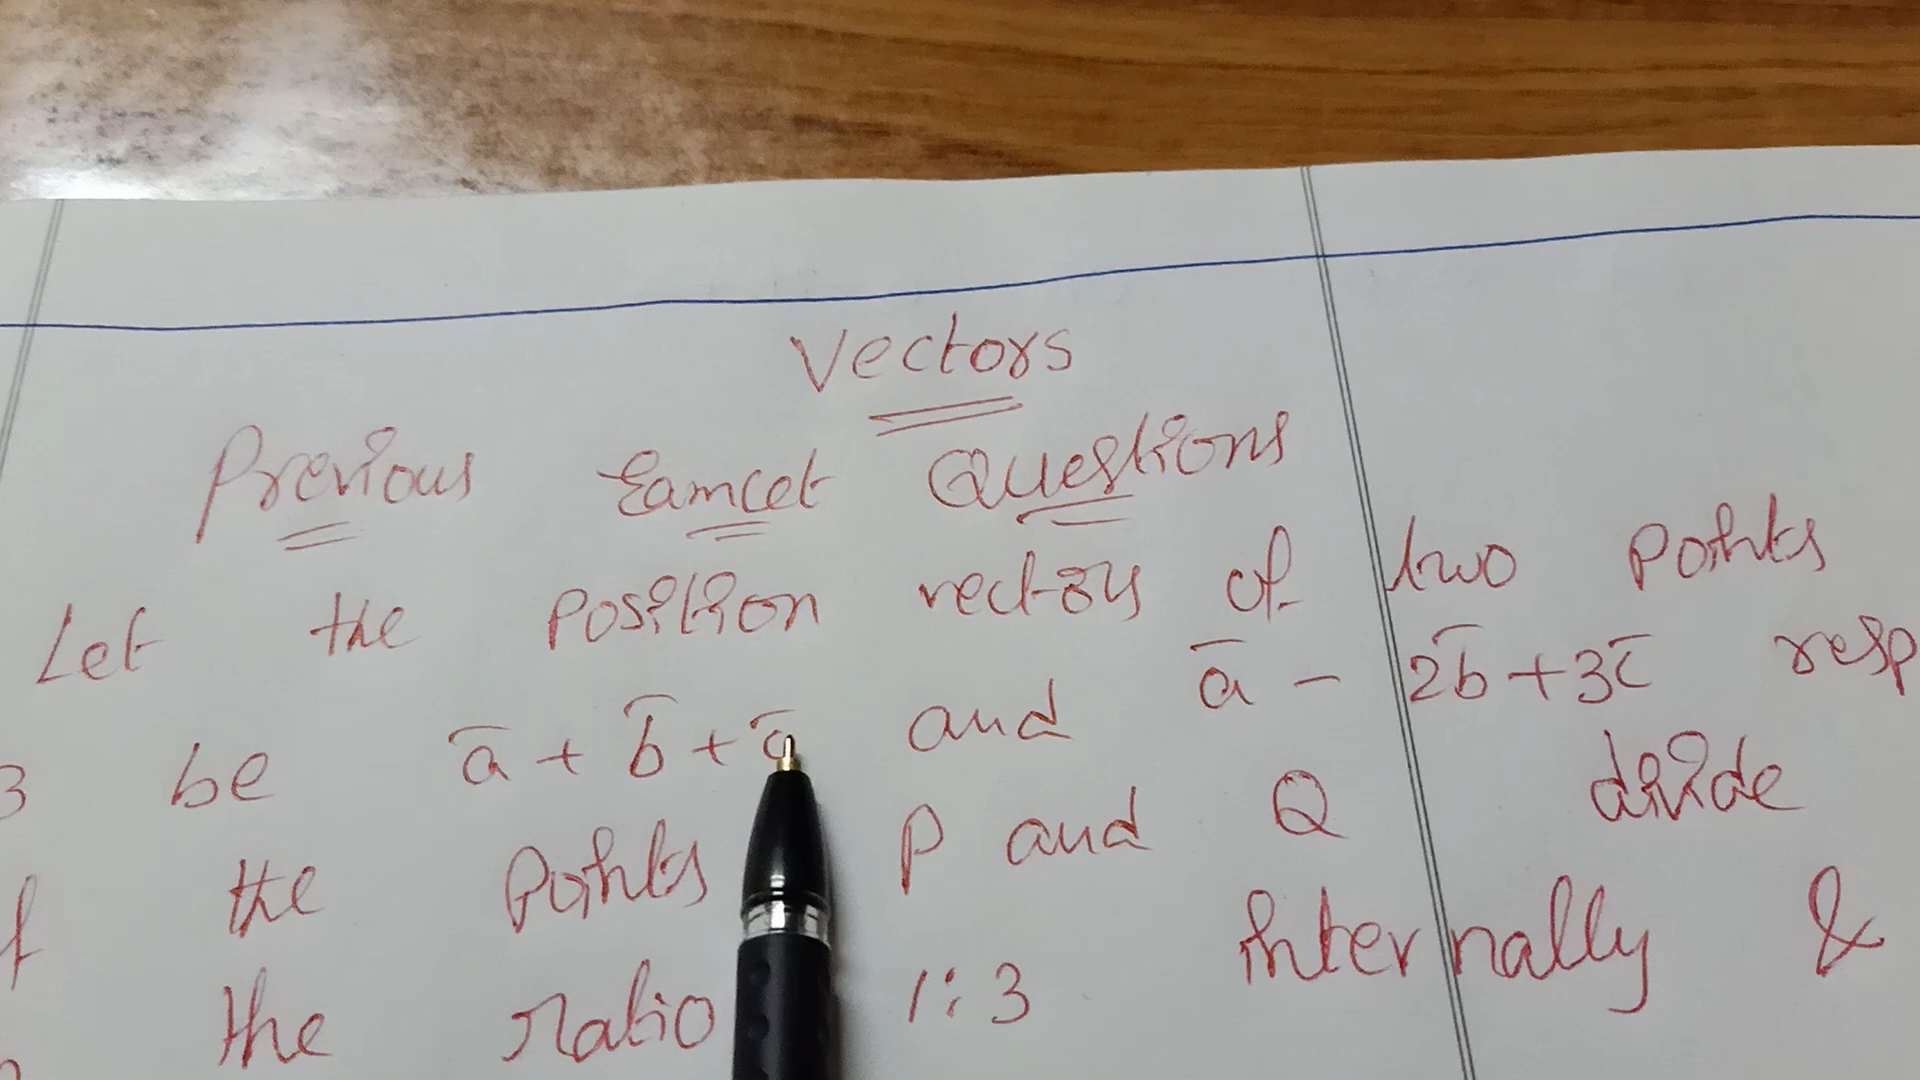 Vectors
Previous Eamcet Questions
Let the position vectors of two points
B be a̅ + b̅ + c̅ and a̅ - 2b̅ + 3c̅ resp
the points P and Q divide
the ratio 1:3 internally &